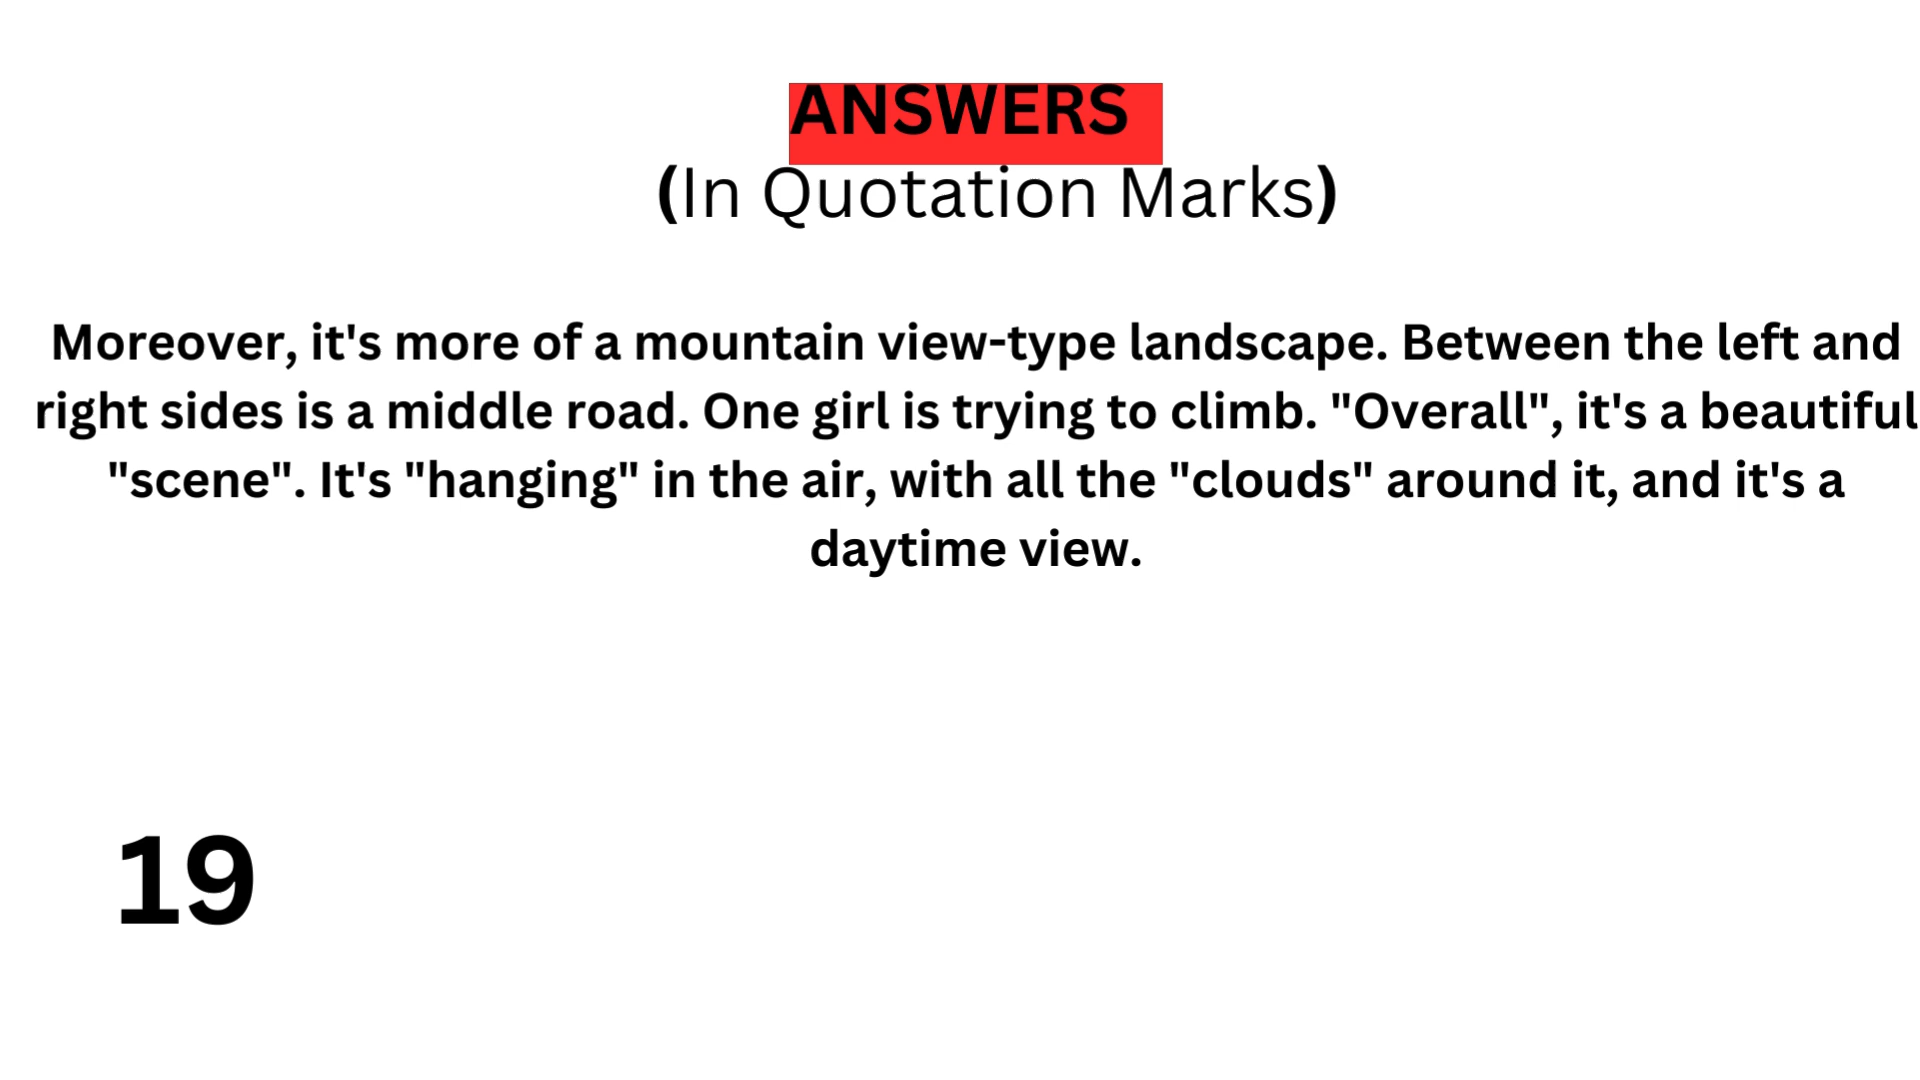 ANSWERS
(In Quotation Marks)
Moreover, it's more of a mountain view-type landscape. Between the left and
right sides is a middle road. One girl is trying to climb. "Overall", it's a beautiful
"scene". It's "hanging" in the air, with all the "clouds" around it, and it's a
daytime view.
19